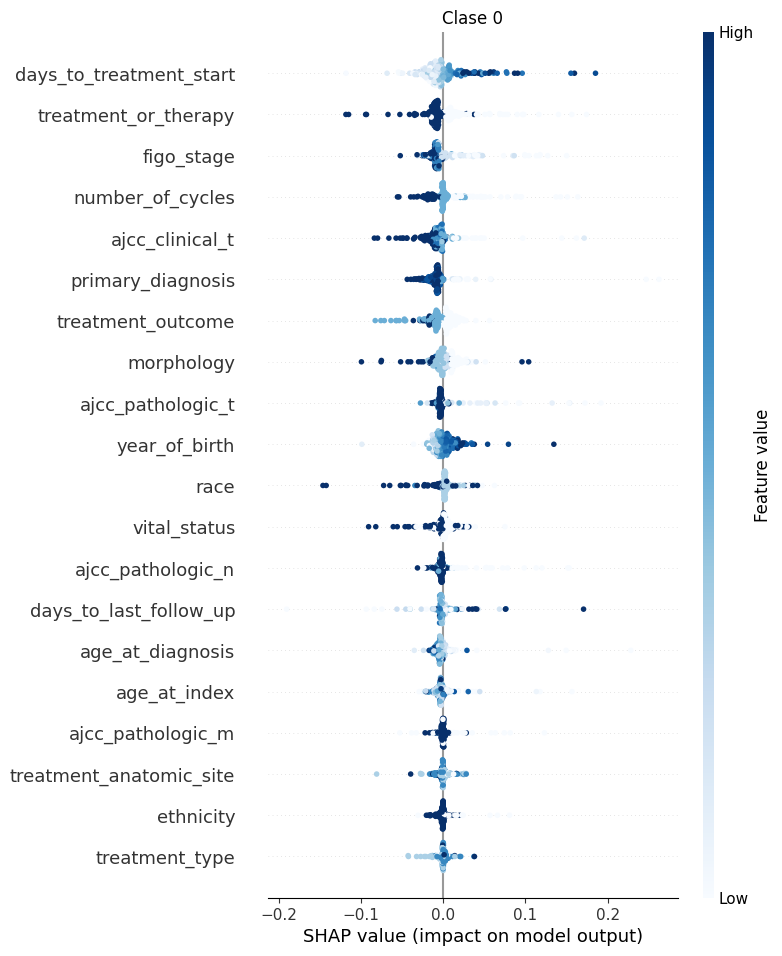 Clase 0
High
days_to_treatment_start
treatment_or_therapy
figo_stage
number_of_cycles
ajcc_clinical_t
primary_diagnosis
treatment_outcome
morphology
ajcc_pathologic_t
year_of_birth
race
vital_status
ajcc_pathologic_n
days_to_last_follow_up
age_at_diagnosis
age_at_index
ajcc_pathologic_m
treatment_anatomic_site
ethnicity
treatment_type
Feature value
Low
−0.2 −0.1 0.0 0.1 0.2
SHAP value (impact on model output)